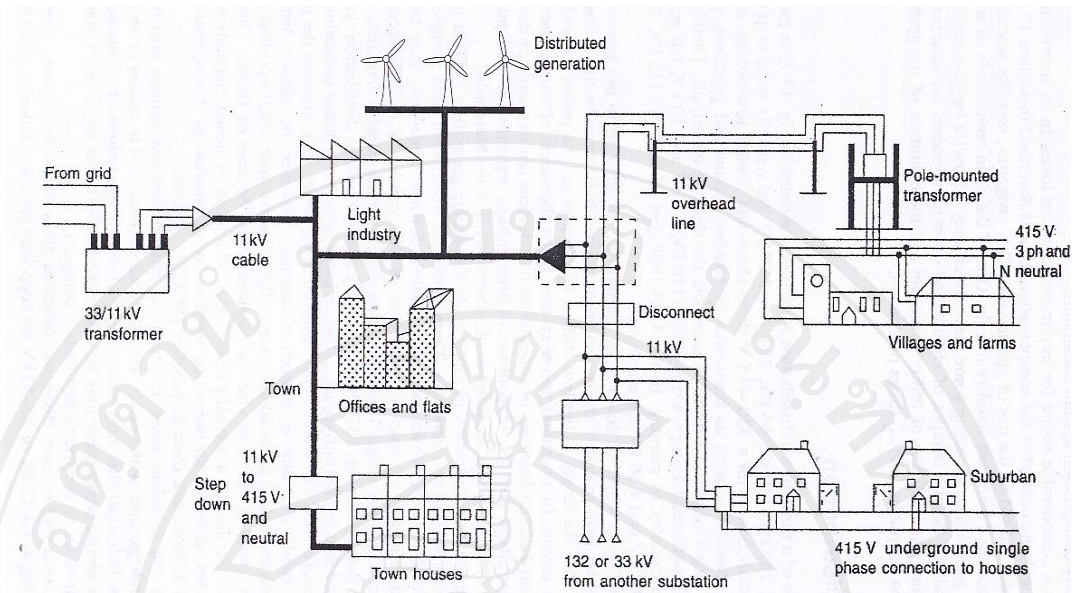 Distributed
generation
From grid
11 kV
cable
33/11 kV
transformer
Light
industry
11 kV
overhead
line
Pole-mounted
transformer
415 V
3 ph and
N neutral
Villages and farms
Disconnect
11 kV
Town
Offices and flats
Step
down
11 kV
to
415 V
and
neutral
Town houses
132 or 33 kV
from another substation
Suburban
415 V underground single
phase connection to houses